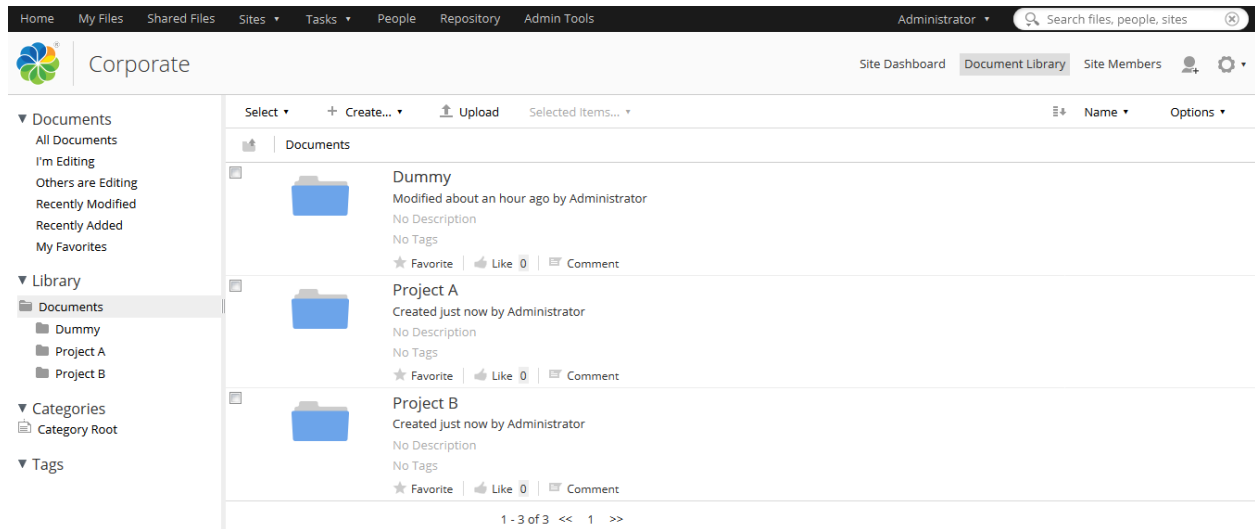 Home My Files Shared Files Sites Tasks People Repository Admin Tools Administrator Search files, people, sites
Corporate Site Dashboard Document Library Site Members
Documents
All Documents
I'm Editing
Others are Editing
Recently Modified
Recently Added
My Favorites
Library
Documents
Dummy
Project A
Project B
Categories
Category Root
Tags
Select Create... Upload Selected Items... Name Options
Documents
Dummy
Modified about an hour ago by Administrator
No Description
No Tags
Favorite Like 0 Comment
Project A
Created just now by Administrator
No Description
No Tags
Favorite Like 0 Comment
Project B
Created just now by Administrator
No Description
No Tags
Favorite Like 0 Comment
1 - 3 of 3 << 1 >>